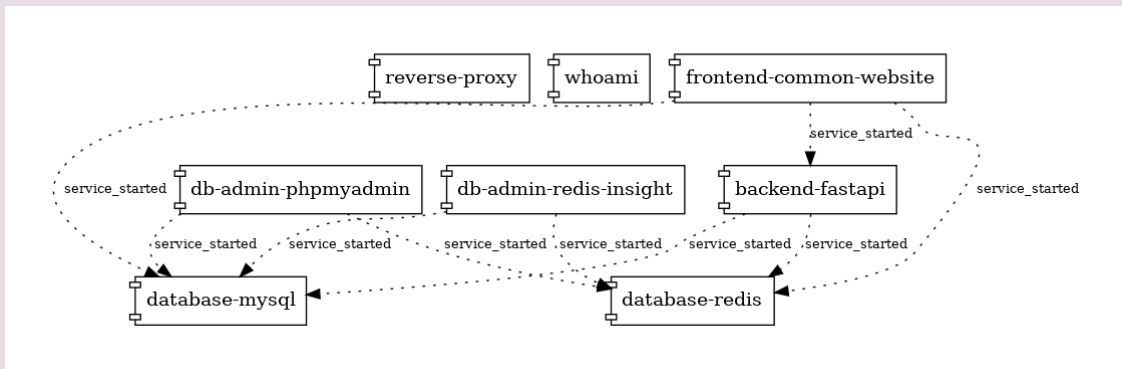 reverse-proxy
whoami
frontend-common-website
service_started
service_started
db-admin-phpmyadmin
db-admin-redis-insight
backend-fastapi
service_started
service_started
service_started
service_started
service_started
service_started
service_started
database-mysql
database-redis